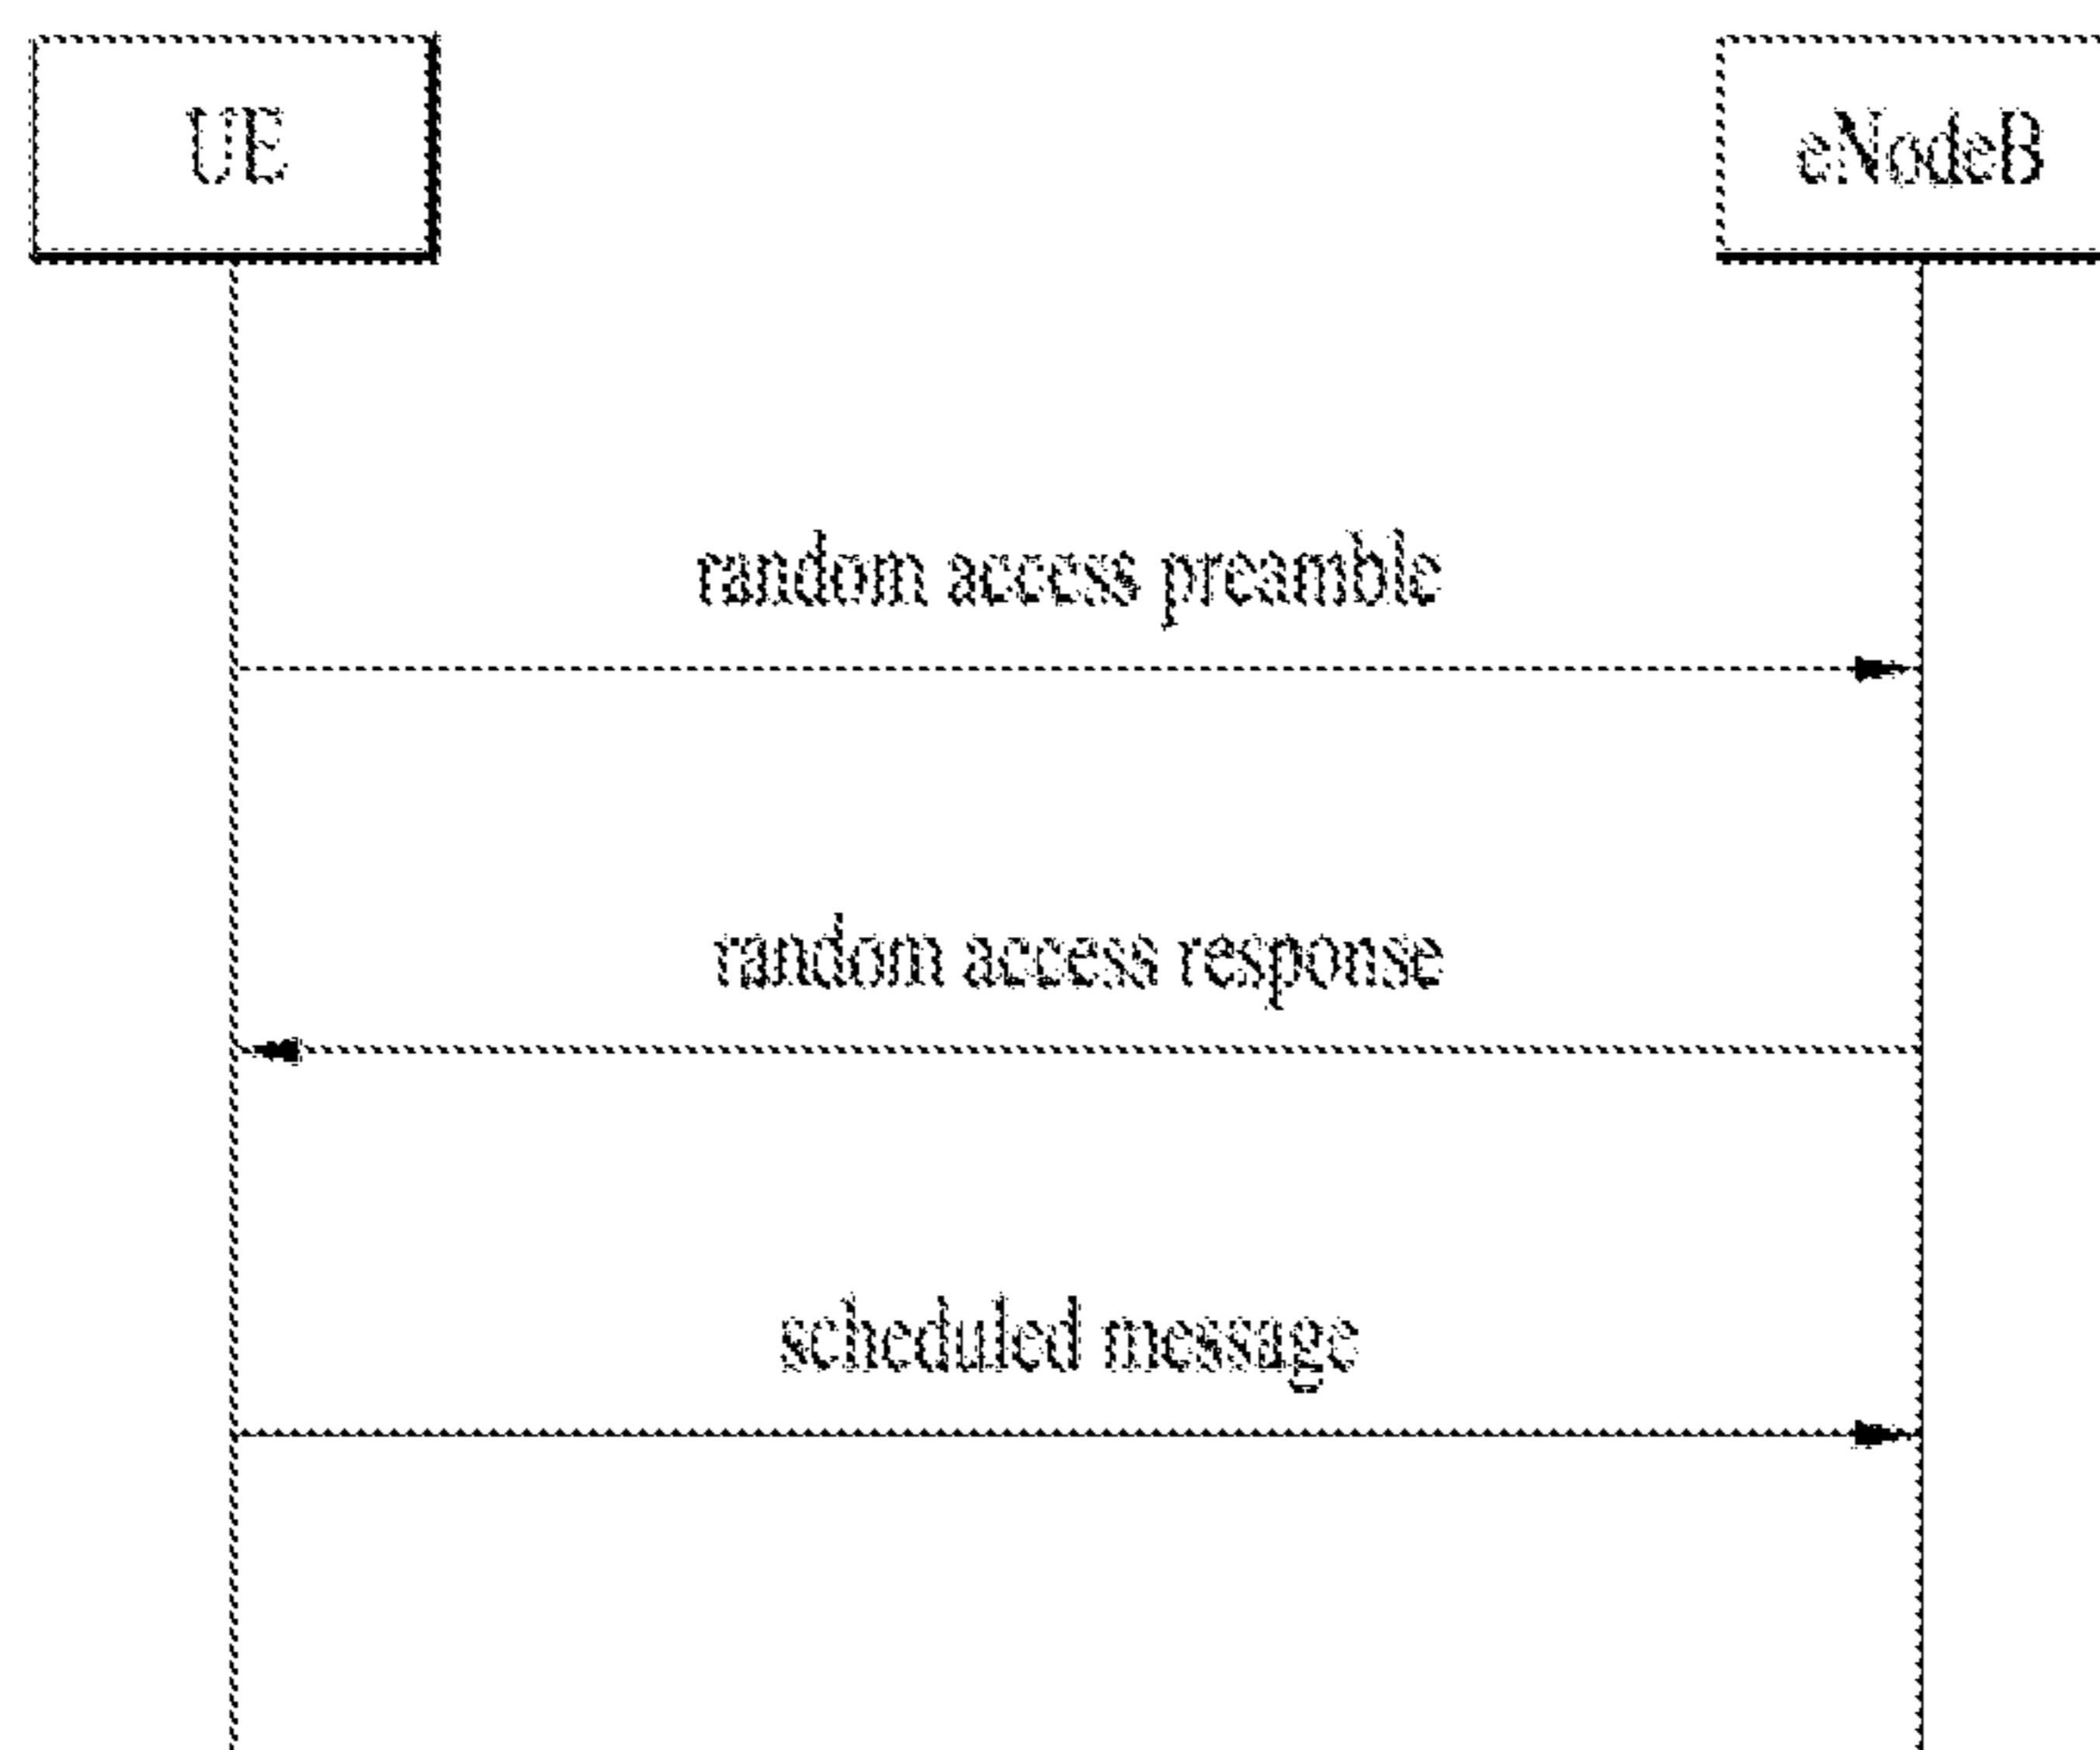 UE
eNodeB
random access preamble
random access response
scheduled message